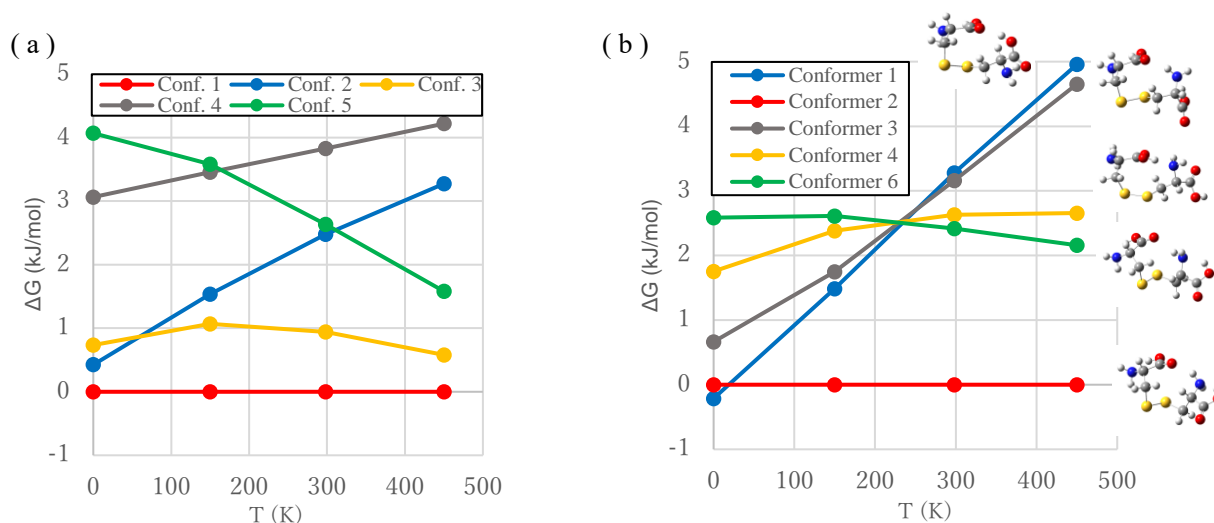 ( a )
5
4
3
2
1
0
-1
ΔG (kJ/mol)
Conf. 1
Conf. 2
Conf. 3
Conf. 4
Conf. 5
0
100
200
300
400
500
T (K)
(b)
5
4
3
2
1
0
-1
ΔG (kJ/mol)
Conformer 1
Conformer 2
Conformer 3
Conformer 4
Conformer 6
0
100
200
300
400
500
T (K)